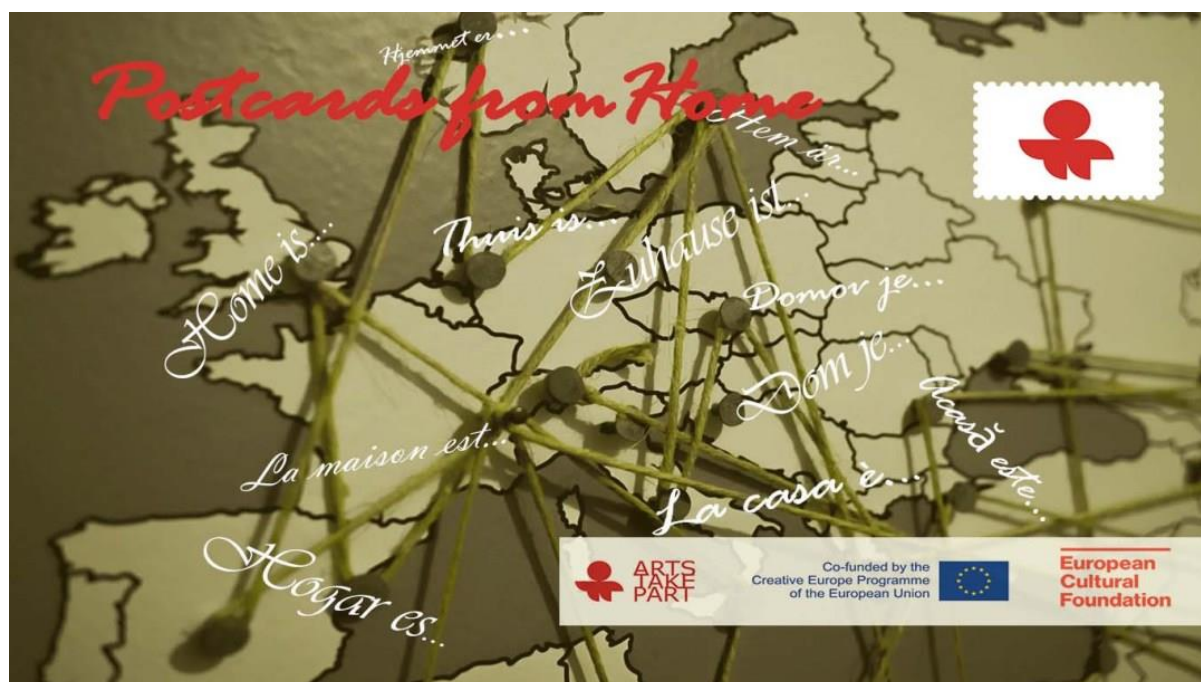 Hjemmet er...
Postcards from Home
Hem är...
Thuis is....
Zuhause ist...
Home is....
Domov je...
Dom je...
Acasă este...
La maison est...
La casa è...
Hogar es...
ARTS
TAKE
PART
Co-funded by the
Creative Europe Programme
of the European Union
European
Cultural
Foundation